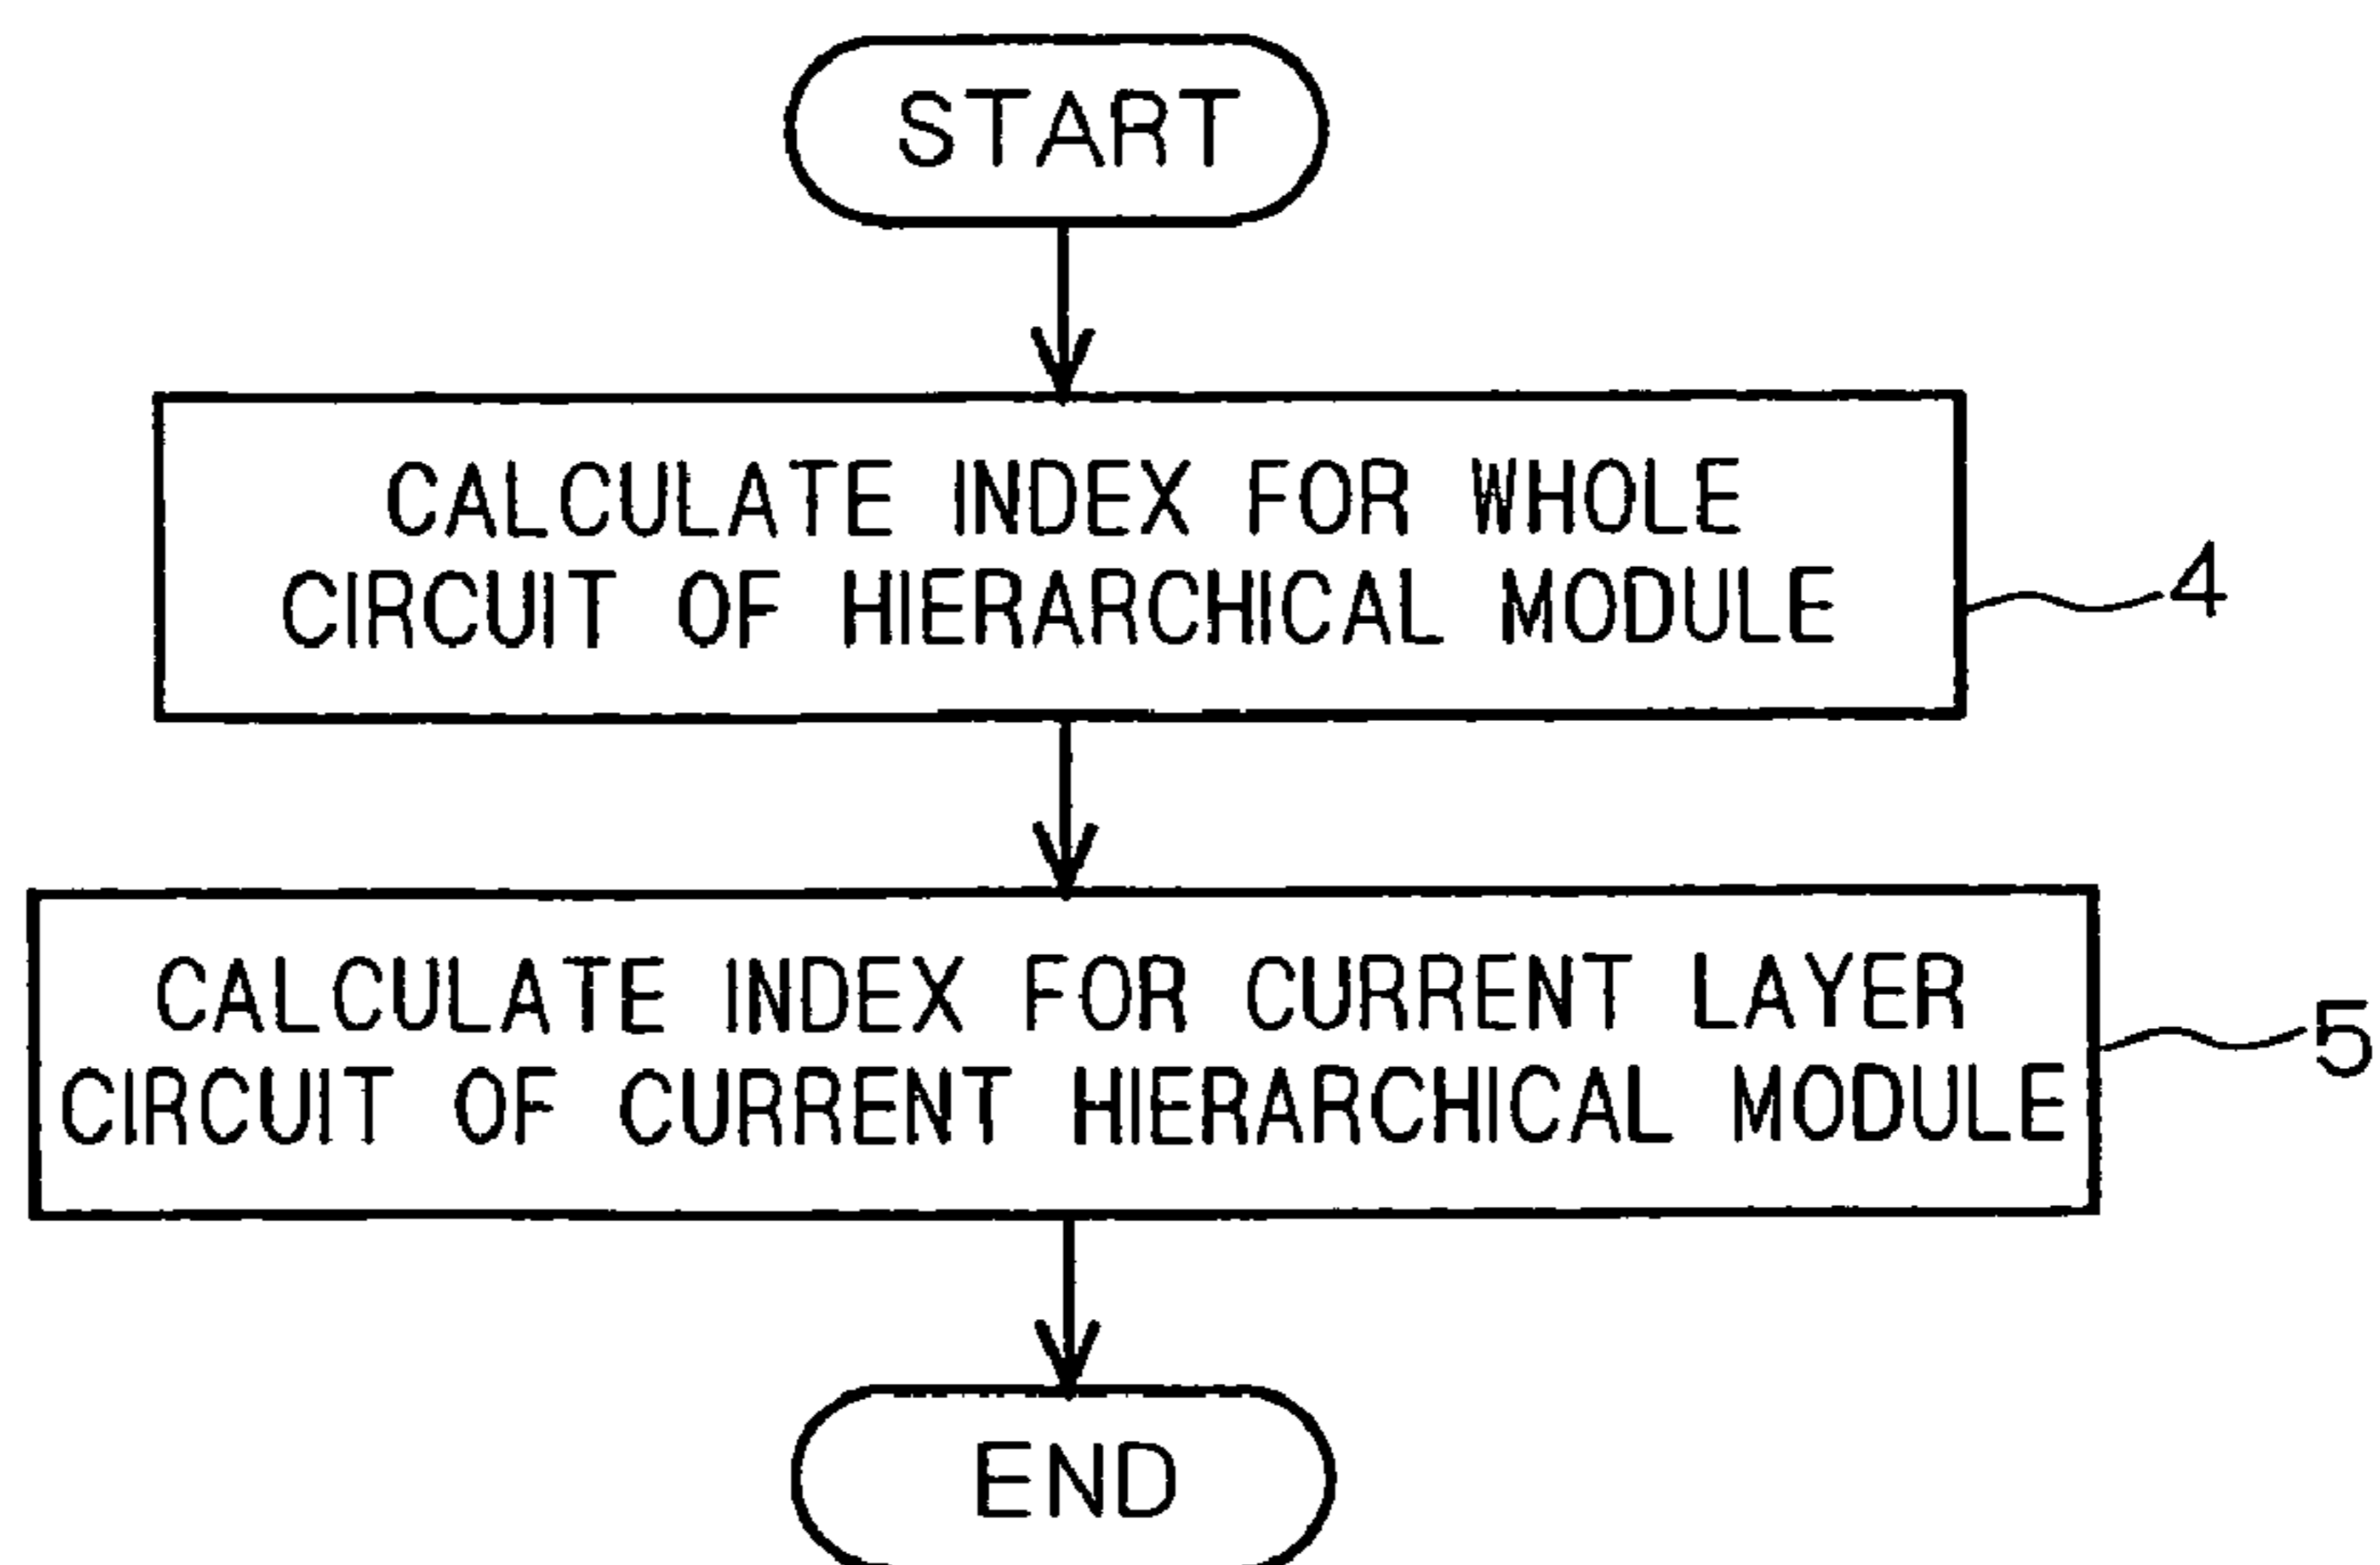 START
CALCULATE INDEX FOR WHOLE
CIRCUIT OF HIERARCHICAL MODULE
4
CALCULATE INDEX FOR CURRENT LAYER
CIRCUIT OF CURRENT HIERARCHICAL MODULE
5
END